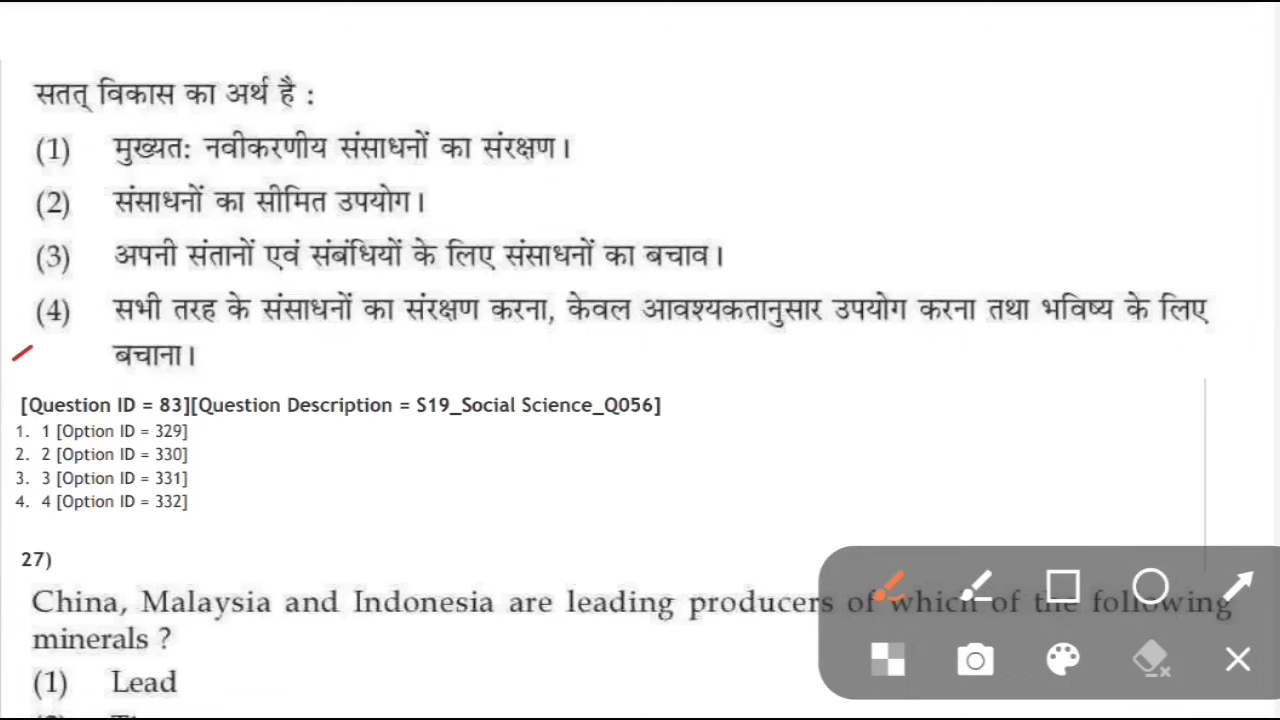 सतत् विकास का अर्थ है :
(1) मुख्यतः नवीकरणीय संसाधनों का संरक्षण।
(2) संसाधनों का सीमित उपयोग।
(3) अपनी संतानों एवं संबंधियों के लिए संसाधनों का बचाव।
(4) सभी तरह के संसाधनों का संरक्षण करना, केवल आवश्यकतानुसार उपयोग करना तथा भविष्य के लिए
बचाना।
[Question ID = 83][Question Description = S19_Social Science_Q056]
1. 1 [Option ID = 329]
2. 2 [Option ID = 330]
3. 3 [Option ID = 331]
4. 4 [Option ID = 332]
27)
China, Malaysia and Indonesia are leading producers of which of the following
minerals ?
(1) Lead